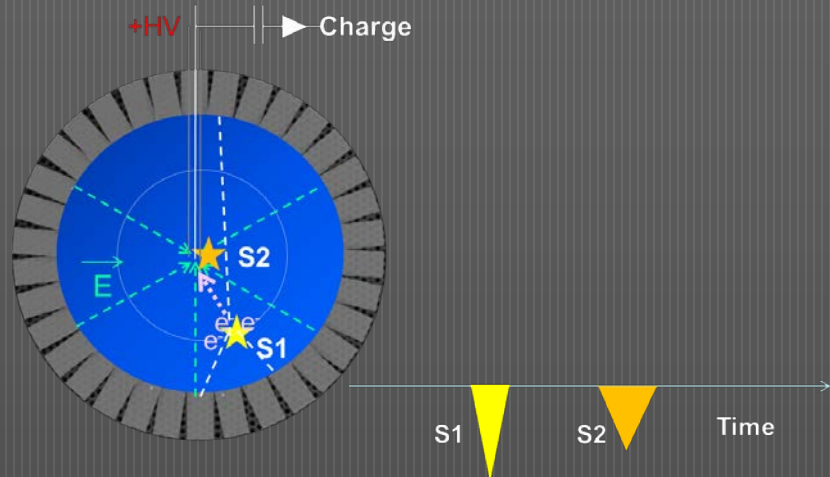 +HV
Charge
S2
E
e- e-
e-
S1
S1
S2
Time